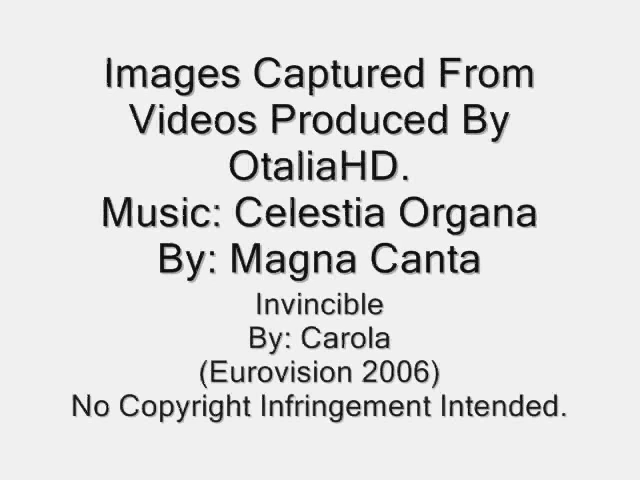 Images Captured From
Videos Produced By
OtaliaHD.
Music: Celestia Organa
By: Magna Canta
Invincible
By: Carola
(Eurovision 2006)
No Copyright Infringement Intended.